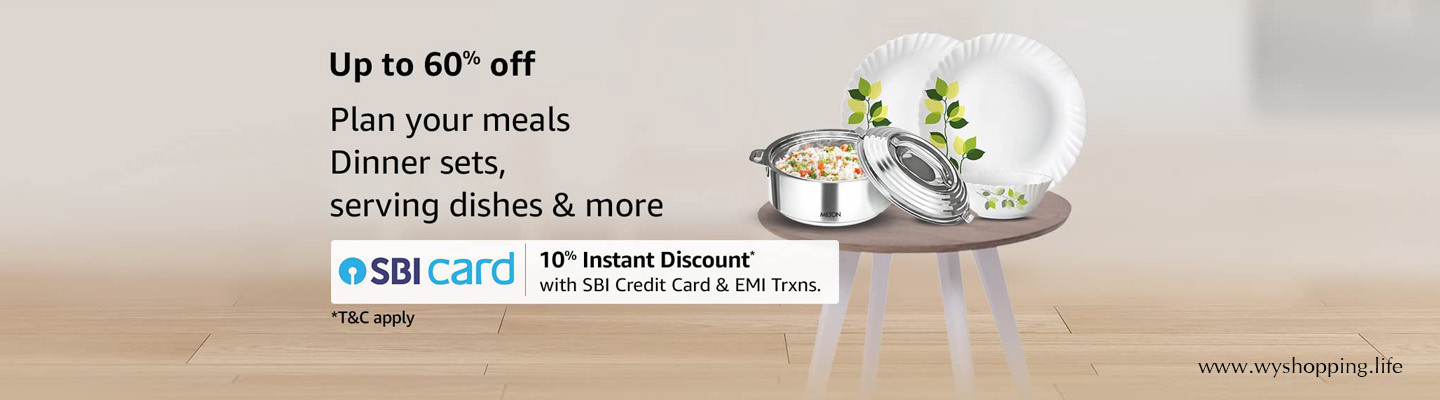 Up to 60% off
Plan your meals
Dinner sets,
serving dishes & more
SBI card
10% Instant Discount*
with SBI Credit Card & EMI Trxns.
*T&C apply
MILTON
www.wyshopping.life